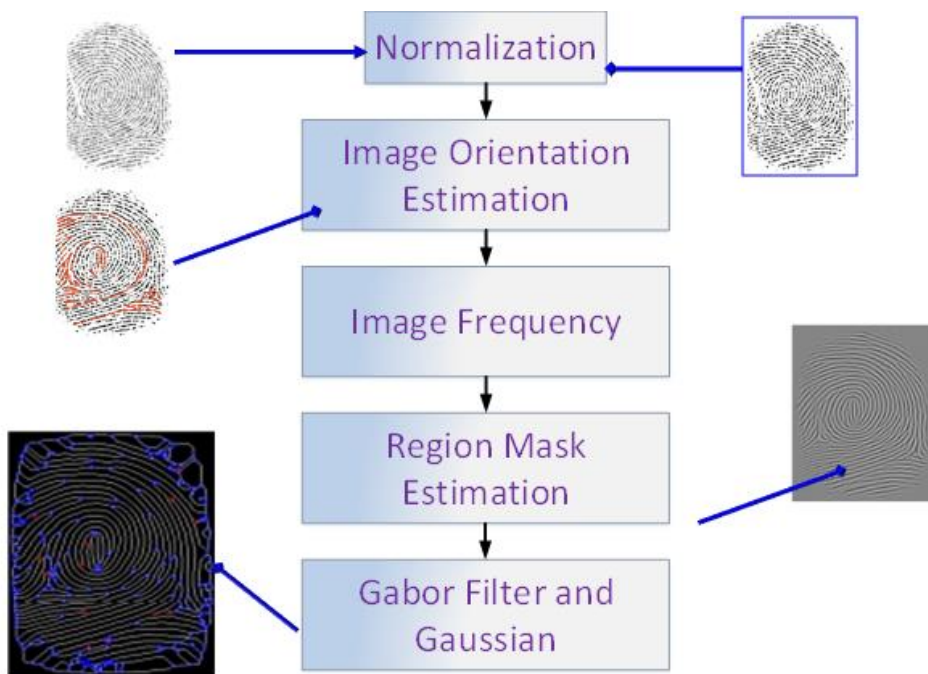 Normalization
Image Orientation
Estimation
Image Frequency
Region Mask
Estimation
Gabor Filter and
Gaussian